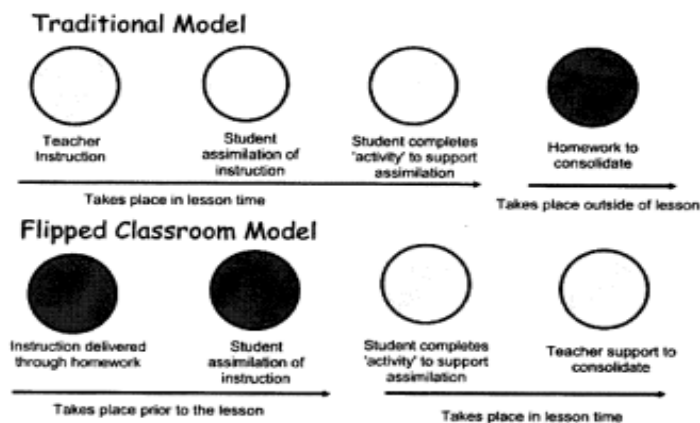 Traditional Model
Teacher
Instruction
Student
assimilation of
instruction
Student completes
'activity' to support
assimilation
Homework to
consolidate
Takes place in lesson time
Takes place outside of lesson
Flipped Classroom Model
Instruction delivered
through homework
Student
assimilation of
instruction
Student completes
'activity' to support
assimilation
Teacher support to
consolidate
Takes place prior to the lesson
Takes place in lesson time